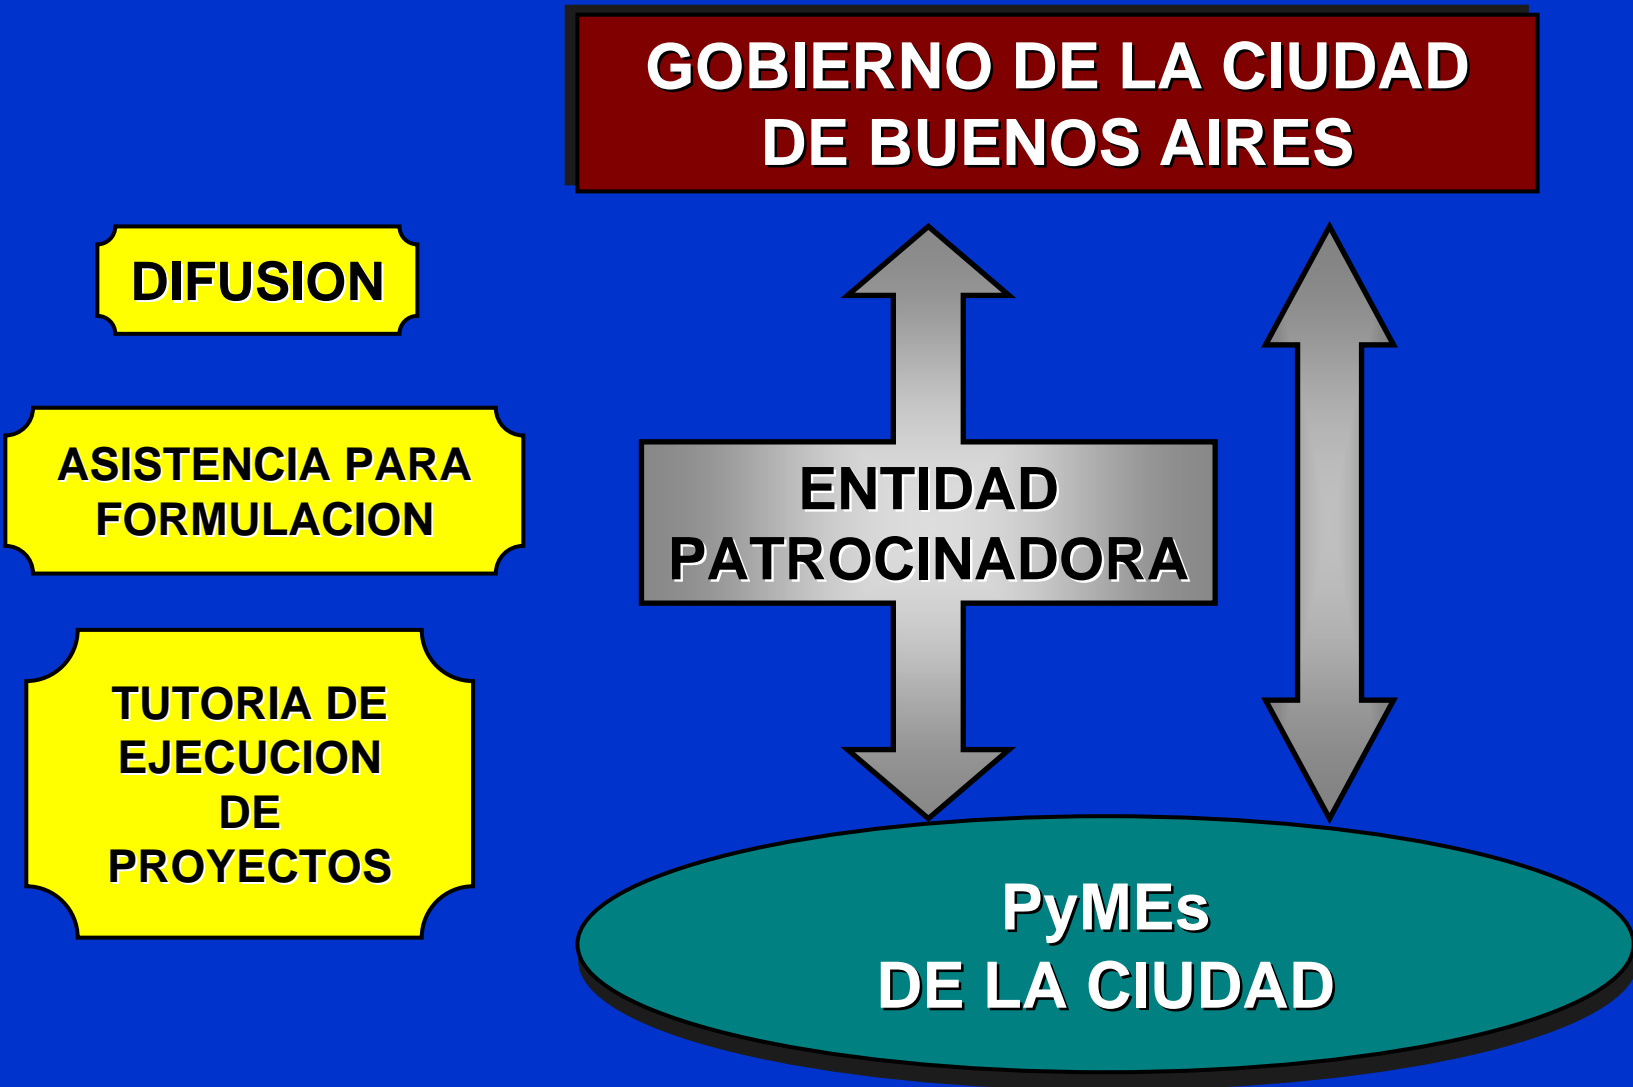 GOBIERNO DE LA CIUDAD
DE BUENOS AIRES
DIFUSION
ASISTENCIA PARA
FORMULACION
ENTIDAD
PATROCINADORA
TUTORIA DE
EJECUCION
DE
PROYECTOS
PyMEs
DE LA CIUDAD